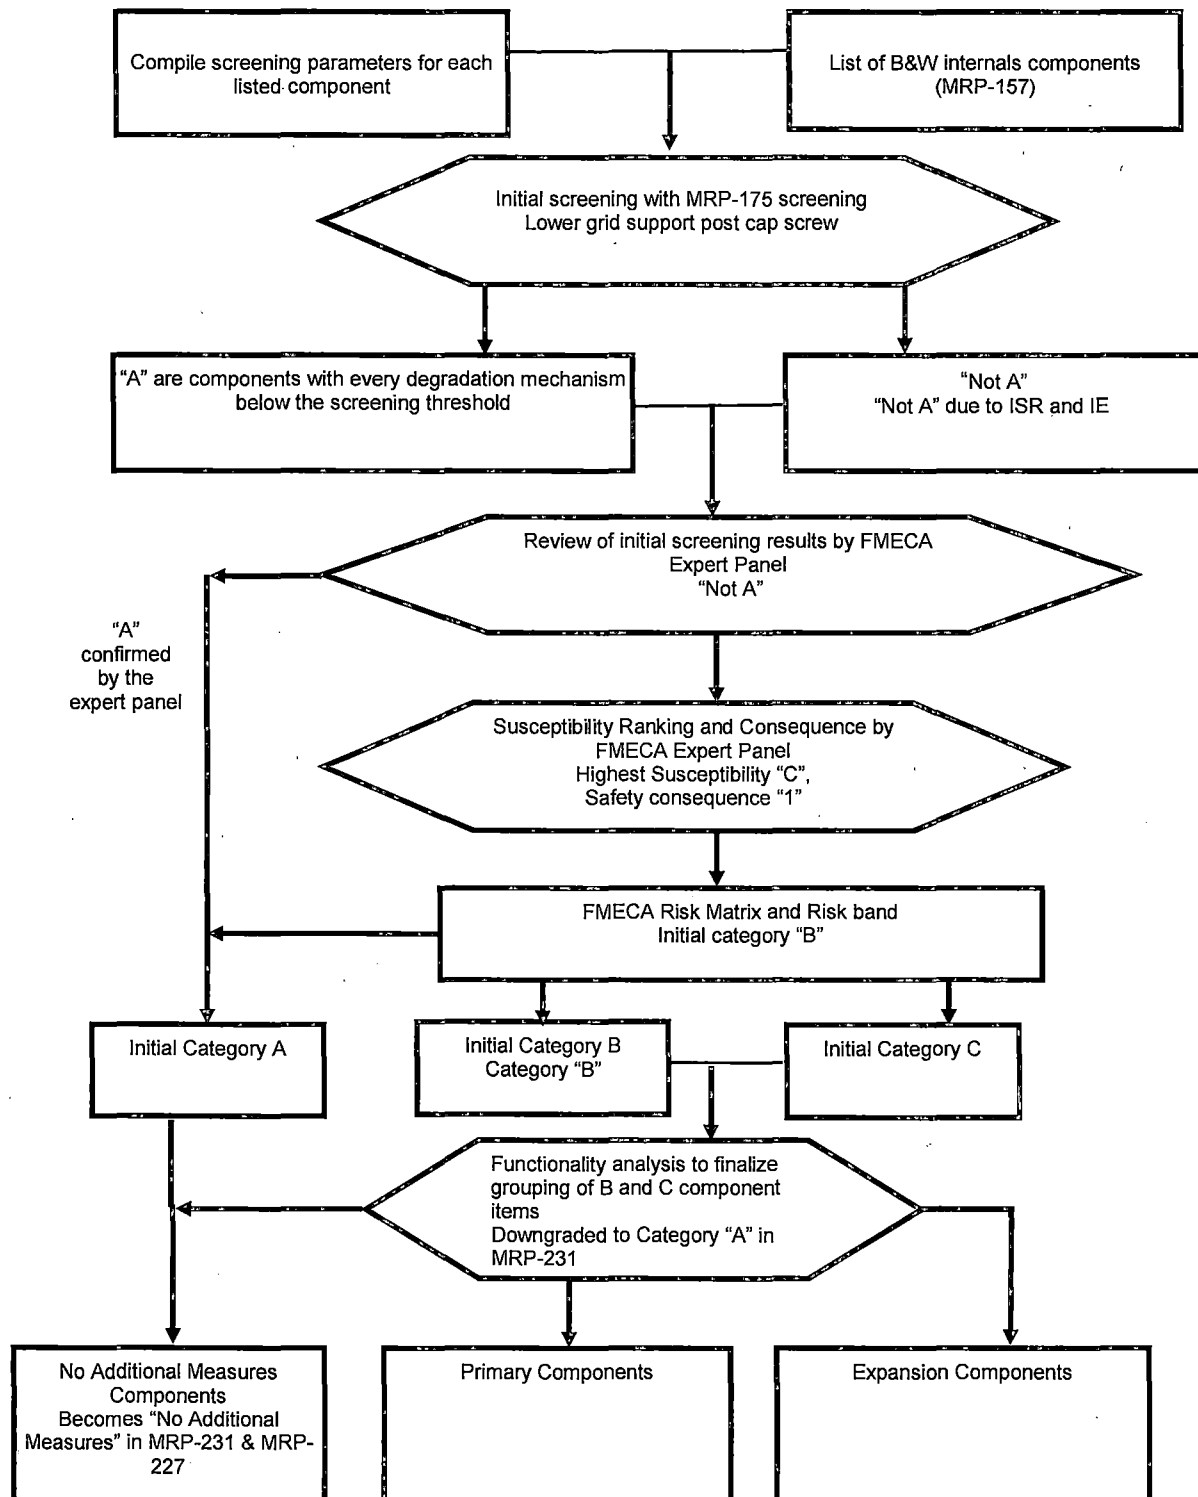 Compile screening parameters for each
listed component
List of B&W internals components
(MRP-157)
Initial screening with MRP-175 screening
Lower grid support post cap screw
"A" are components with every degradation mechanism
below the screening threshold
"Not A"
"Not A" due to ISR and IE
Review of initial screening results by FMECA
Expert Panel
"Not A"
"A"
confirmed
by the
expert panel
Susceptibility Ranking and Consequence by
FMECA Expert Panel
Highest Susceptibility "C",
Safety consequence "1"
FMECA Risk Matrix and Risk band
Initial category "B"
Initial Category A
Initial Category B
Category "B"
Initial Category C
Functionality analysis to finalize
grouping of B and C component
items
Downgraded to Category "A" in
MRP-231
No Additional Measures
Components
Becomes "No Additional
Measures" in MRP-231 & MRP-
227
Primary Components
Expansion Components